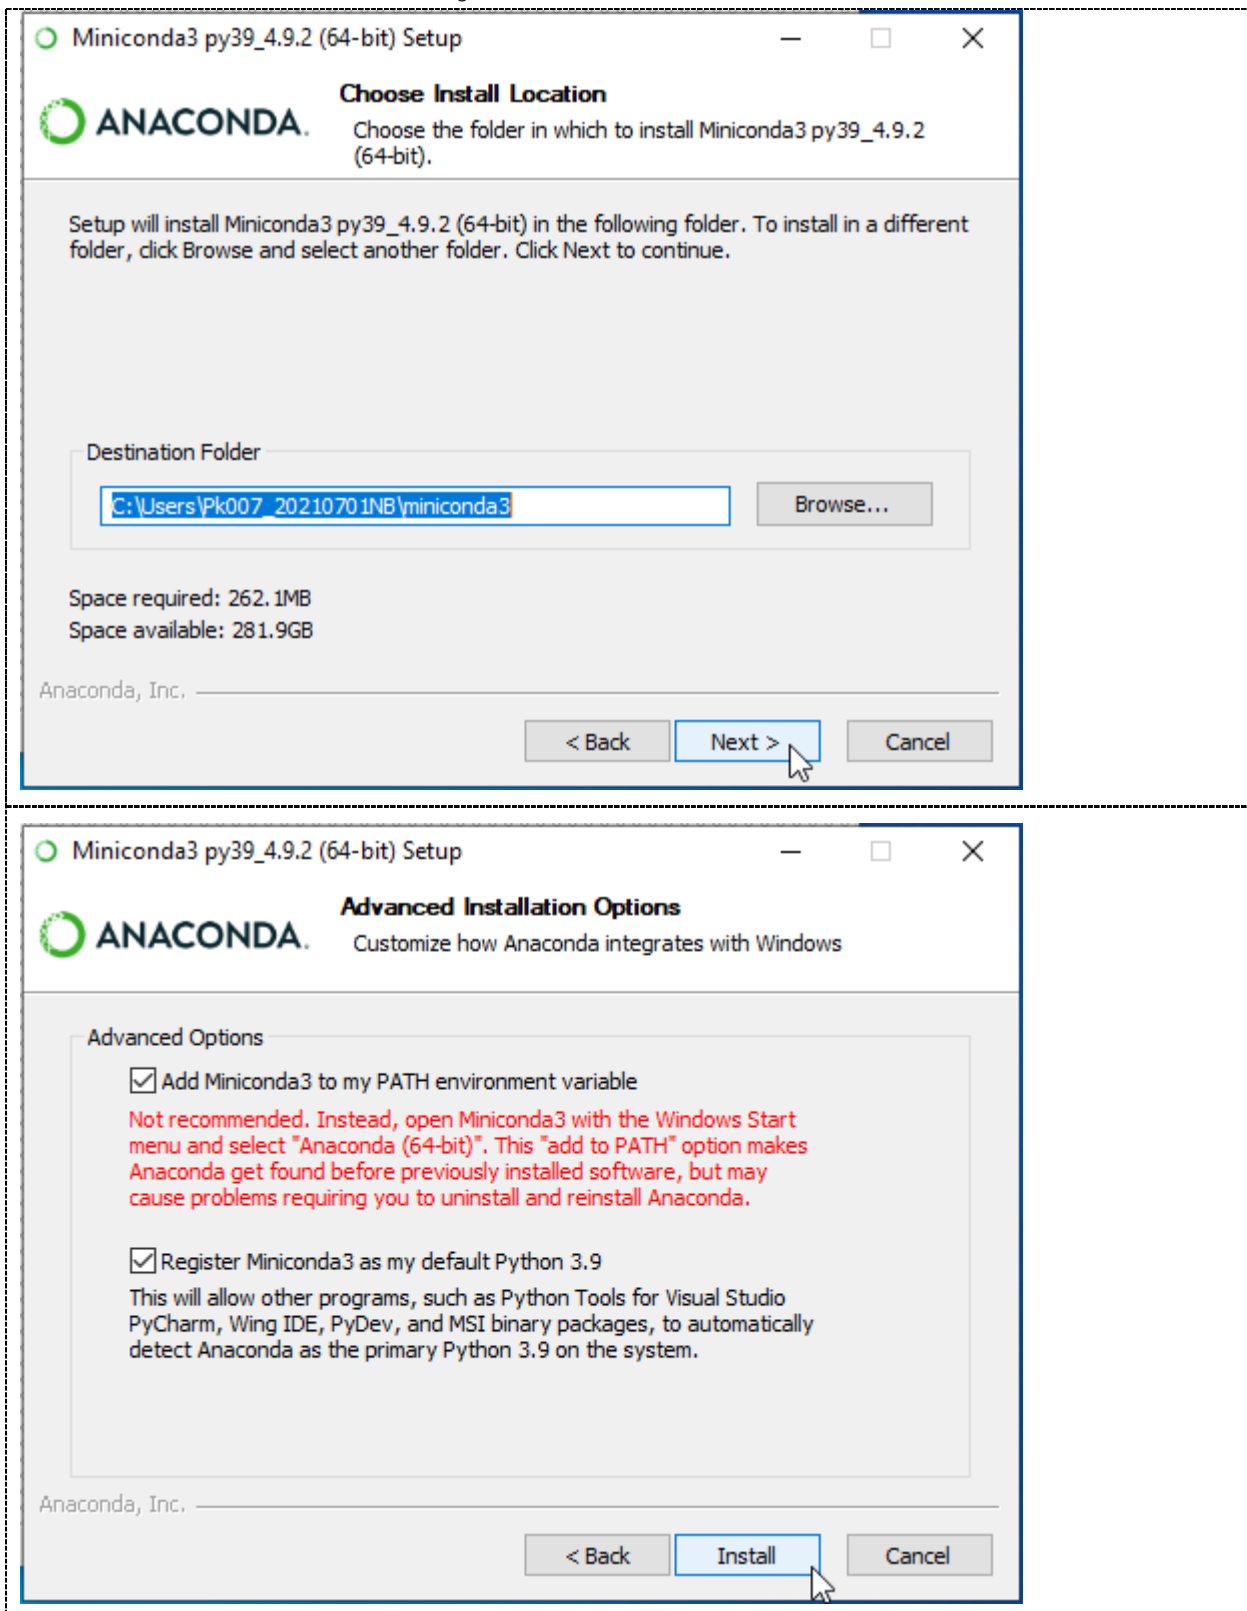 Miniconda3 py39_4.9.2 (64-bit) Setup
ANACONDA.
Choose Install Location
Choose the folder in which to install Miniconda3 py39_4.9.2
(64-bit).
Setup will install Miniconda3 py39_4.9.2 (64-bit) in the following folder. To install in a different
folder, click Browse and select another folder. Click Next to continue.
Destination Folder
C:\Users\Pk007_20210701NB\miniconda3
Browse...
Space required: 262.1MB
Space available: 281.9GB
Anaconda, Inc.
< Back
Next >
Cancel
Miniconda3 py39_4.9.2 (64-bit) Setup
ANACONDA.
Advanced Installation Options
Customize how Anaconda integrates with Windows
Advanced Options
Add Miniconda3 to my PATH environment variable
Not recommended. Instead, open Miniconda3 with the Windows Start
menu and select "Anaconda (64-bit)". This "add to PATH" option makes
Anaconda get found before previously installed software, but may
cause problems requiring you to uninstall and reinstall Anaconda.
Register Miniconda3 as my default Python 3.9
This will allow other programs, such as Python Tools for Visual Studio
PyCharm, Wing IDE, PyDev, and MSI binary packages, to automatically
detect Anaconda as the primary Python 3.9 on the system.
Anaconda, Inc.
< Back
Install
Cancel